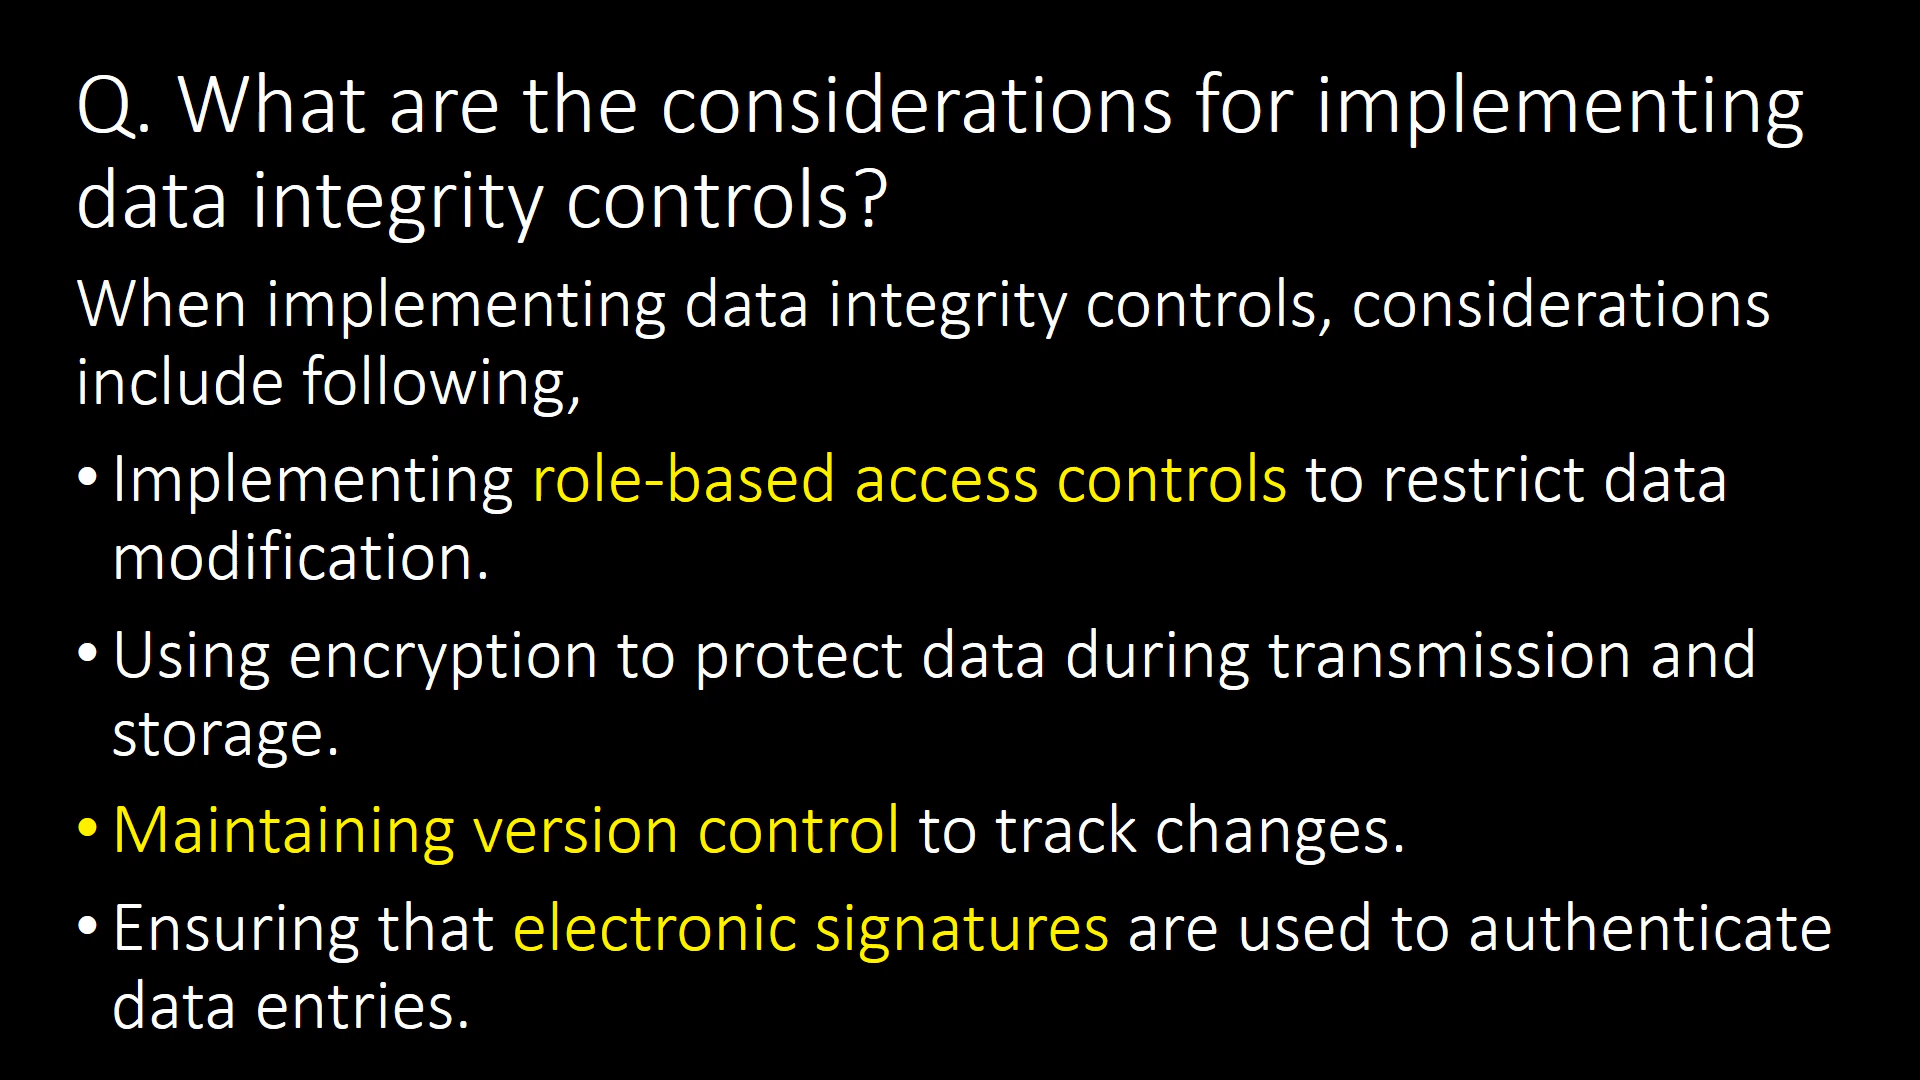 Q. What are the considerations for implementing
data integrity controls?
When implementing data integrity controls, considerations
include following,
• Implementing role-based access controls to restrict data
modification.
• Using encryption to protect data during transmission and
storage.
• Maintaining version control to track changes.
• Ensuring that electronic signatures are used to authenticate
data entries.